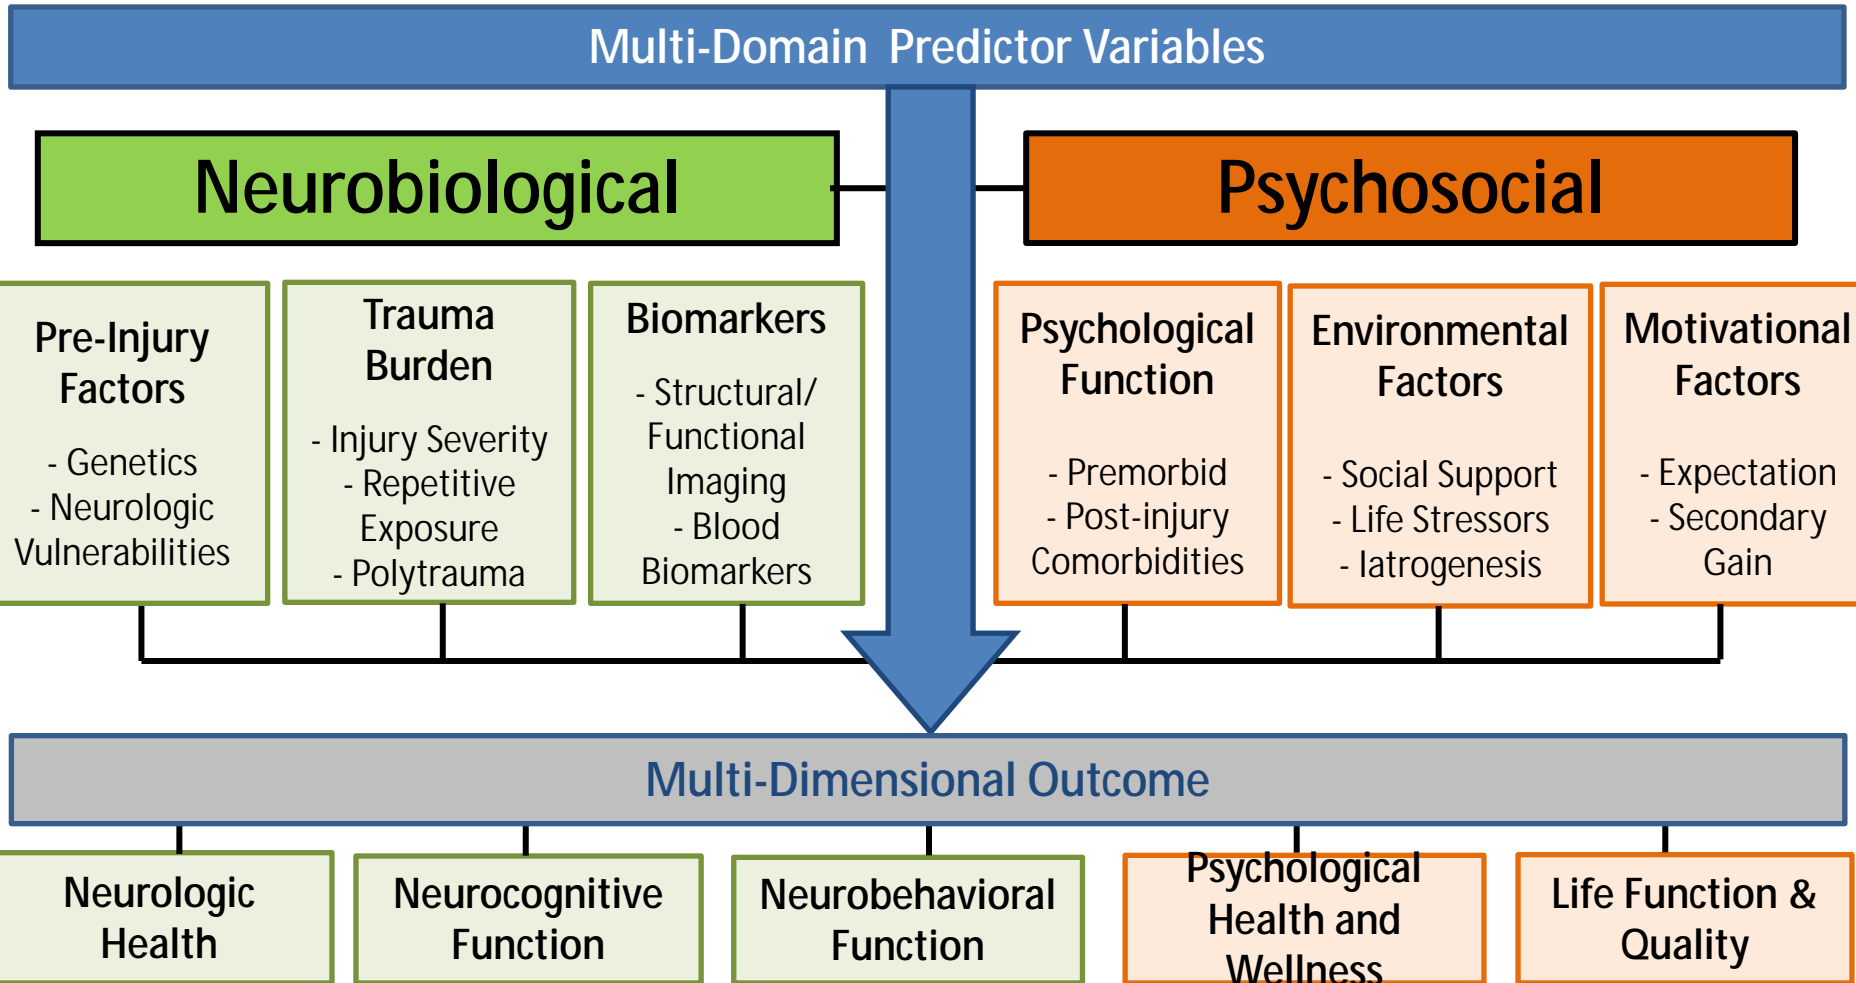 Multi-Domain Predictor Variables
Neurobiological
Psychosocial
Pre-Injury
Factors
- Genetics
- Neurologic
Vulnerabilities
Trauma
Burden
- Injury Severity
- Repetitive
Exposure
- Polytrauma
Biomarkers
- Structural/
Functional
Imaging
- Blood
Biomarkers
Psychological
Function
- Premorbid
- Post-injury
Comorbidities
Environmental
Factors
- Social Support
- Life Stressors
- Iatrogenesis
Motivational
Factors
- Expectation
- Secondary
Gain
Multi-Dimensional Outcome
Neurologic
Health
Neurocognitive
Function
Neurobehavioral
Function
Psychological
Health and
Wellness
Life Function &
Quality